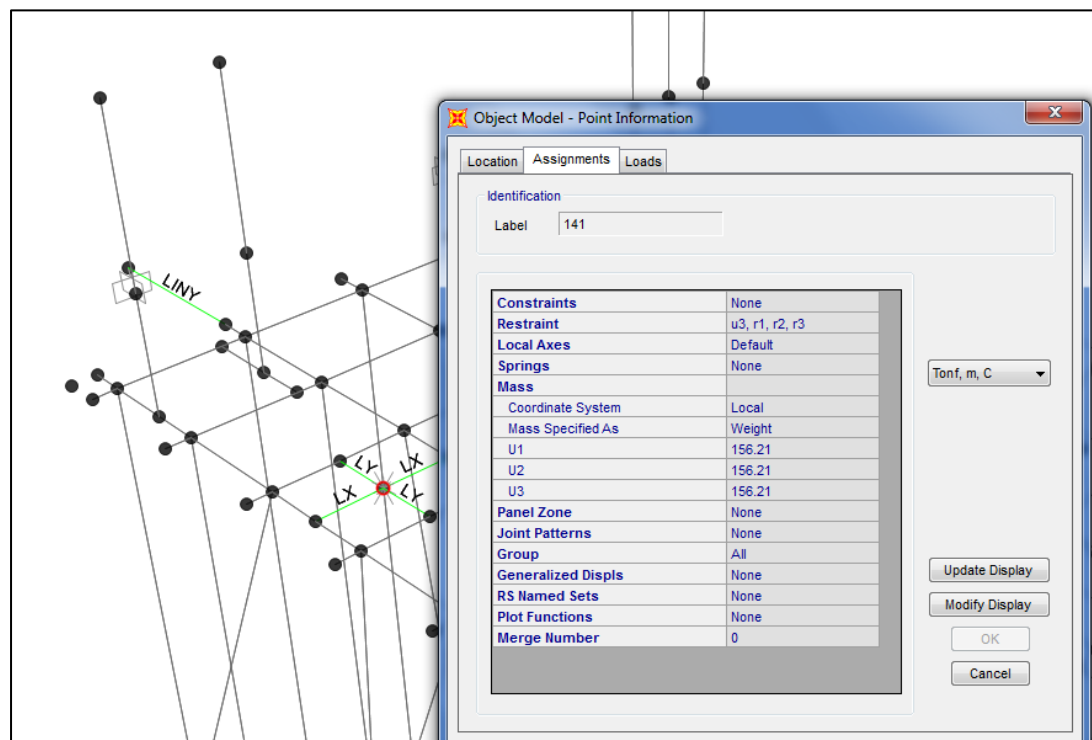 Object Model - Point Information
Location Assignments Loads
Identification
Label 141
LINY
Constraints None
Restraint u3, r1, r2, r3
Local Axes Default
Springs None
Mass
Coordinate System Local
Mass Specified As Weight
U1 156.21
U2 156.21
U3 156.21
Panel Zone None
Joint Patterns None
Group All
Generalized Displs None
RS Named Sets None
Plot Functions None
Merge Number 0
Tonf, m, C
LY LX
LX LY
Update Display
Modify Display
OK
Cancel